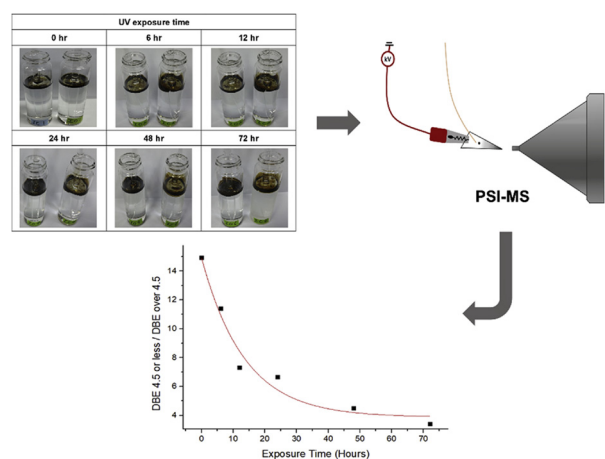 UV exposure time
0 hr 6 hr 12 hr
24 hr 48 hr 72 hr
kV
PSI-MS
DBE 4.5 or less / DBE over 4.5
14
12
10
8
6
4
0 10 20 30 40 50 60 70
Exposure Time (Hours)